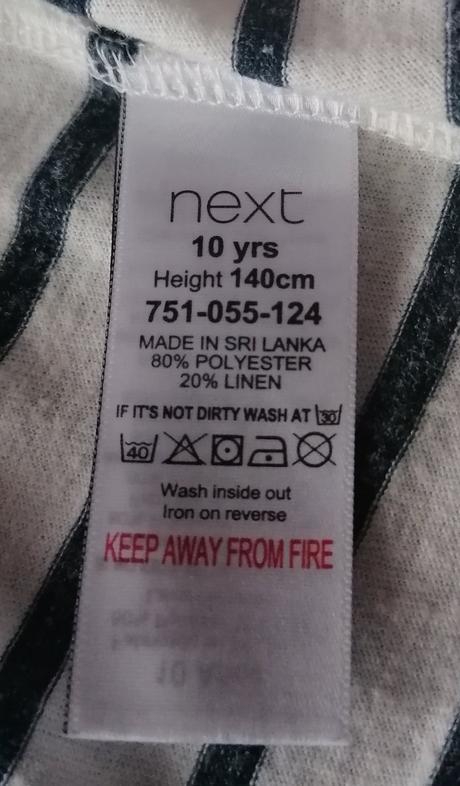 next
10 yrs
Height 140cm
751-055-124
MADE IN SRI LANKA
80% POLYESTER
20% LINEN
IF IT'S NOT DIRTY WASH AT 30
40
Wash inside out
Iron on reverse
KEEP AWAY FROM FIRE